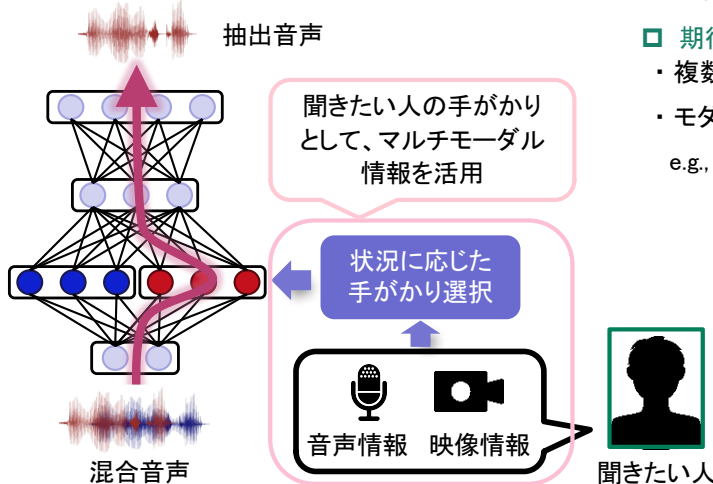 抽出音声
聞きたい人の手がかり
として、マルチモーダル
情報を活用
状況に応じた
手がかり選択
音声情報 映像情報
混合音声
聞きたい人
・複数
・モダ
e.g.,